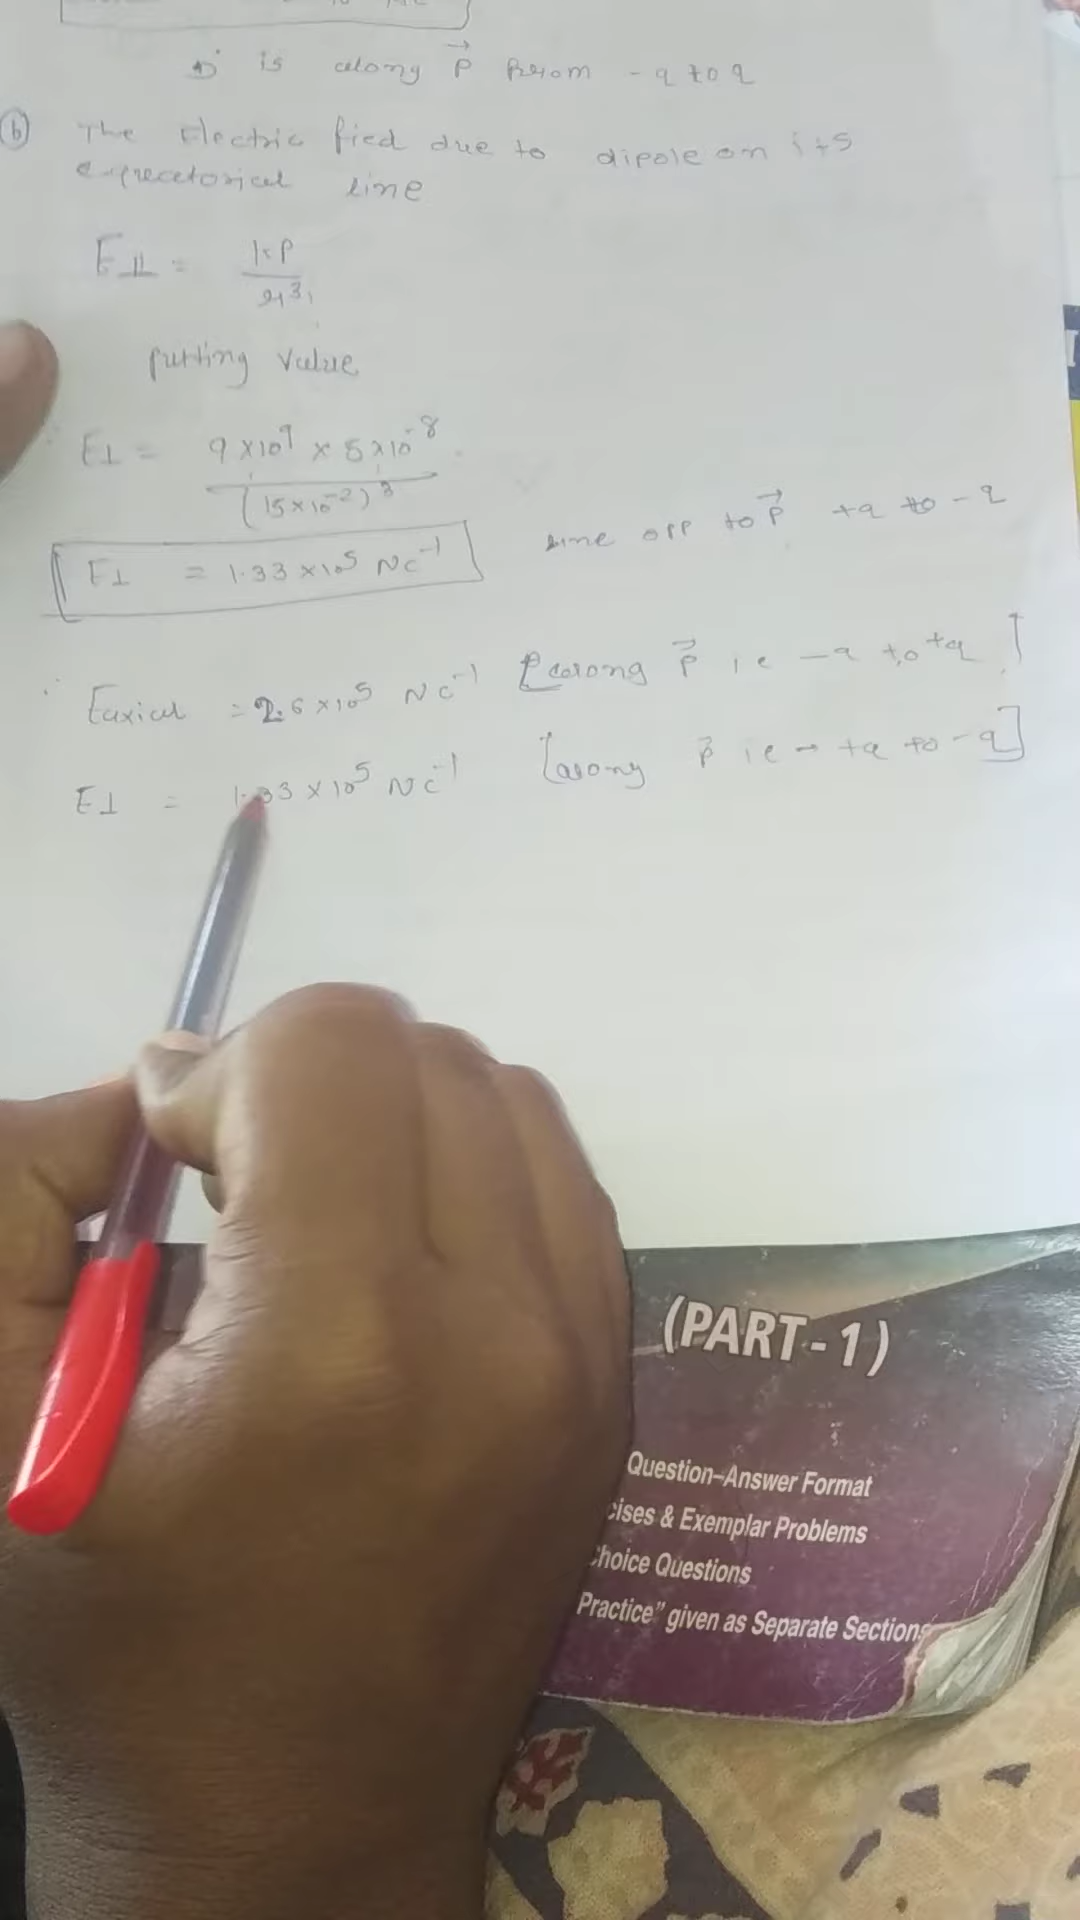 is along P⃗ from -q to q
(b) The Electric fied due to dipole on its
equecetorical line
E⊥ = kP
r³
putting value
E⊥ = 9×10⁹ × 5×10⁻⁸
(15×10⁻²)³
E⊥ = 1.33×10⁵ NC⁻¹ opp to P⃗ +q to -q
∴ Eaxial = 2.6×10⁵ NC⁻¹ [along P⃗ ie -q to +q]
E⊥ = 1.33×10⁵ NC⁻¹ [along P⃗ ie → +q to -q]
(PART-1)
Question–Answer Format
cises & Exemplar Problems
Choice Questions
Practice" given as Separate Sections